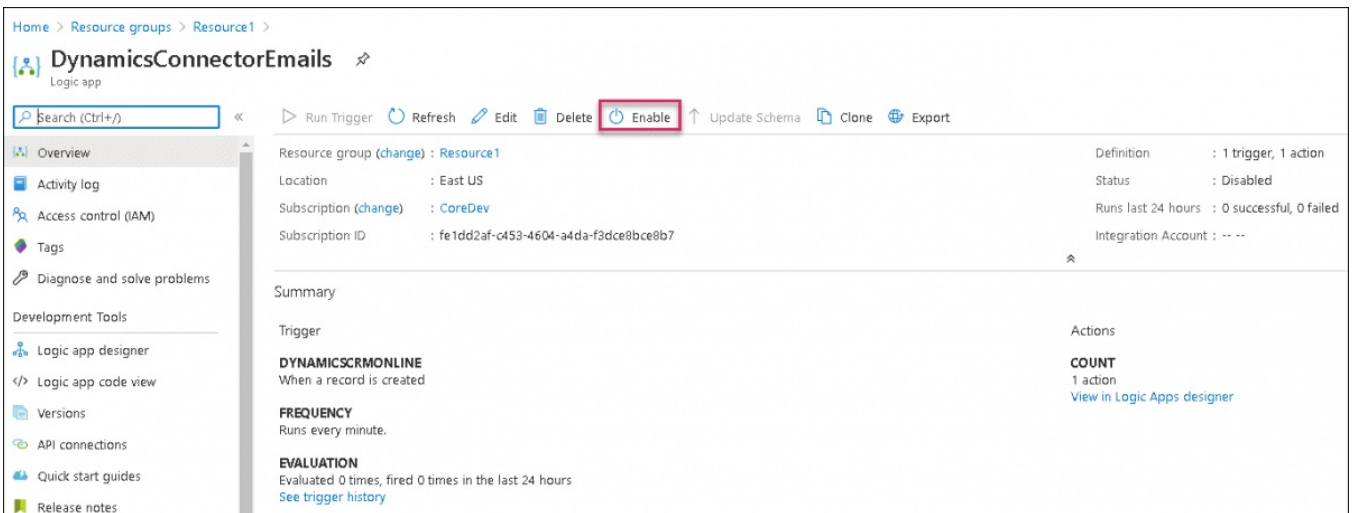 Home > Resource groups > Resource1 >
DynamicsConnectorEmails
Logic app
Search (Ctrl+/)
«
Run Trigger Refresh Edit Delete Enable Update Schema Clone Export
Overview
Activity log
Access control (IAM)
Tags
Diagnose and solve problems
Development Tools
Logic app designer
Logic app code view
Versions
API connections
Quick start guides
Release notes
Resource group (change) : Resource1
Location : East US
Subscription (change) : CoreDev
Subscription ID : fe1dd2af-c453-4604-a4da-f3dce8bce8b7
Definition : 1 trigger, 1 action
Status : Disabled
Runs last 24 hours : 0 successful, 0 failed
Integration Account : -- --
Summary
Trigger
DYNAMICSCRMONLINE
When a record is created
FREQUENCY
Runs every minute.
EVALUATION
Evaluated 0 times, fired 0 times in the last 24 hours
See trigger history
Actions
COUNT
1 action
View in Logic Apps designer